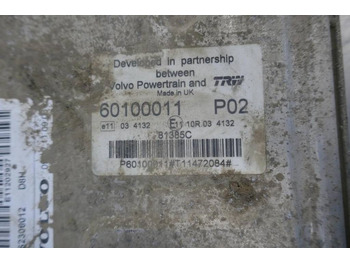 Developed in partnership
between
Volvo Powertrain and TRW
Made in UK
60100011 P02
e11 03 4132 E11 10R 03 4132
81385C
P60100011#T11472084#
VOLVO